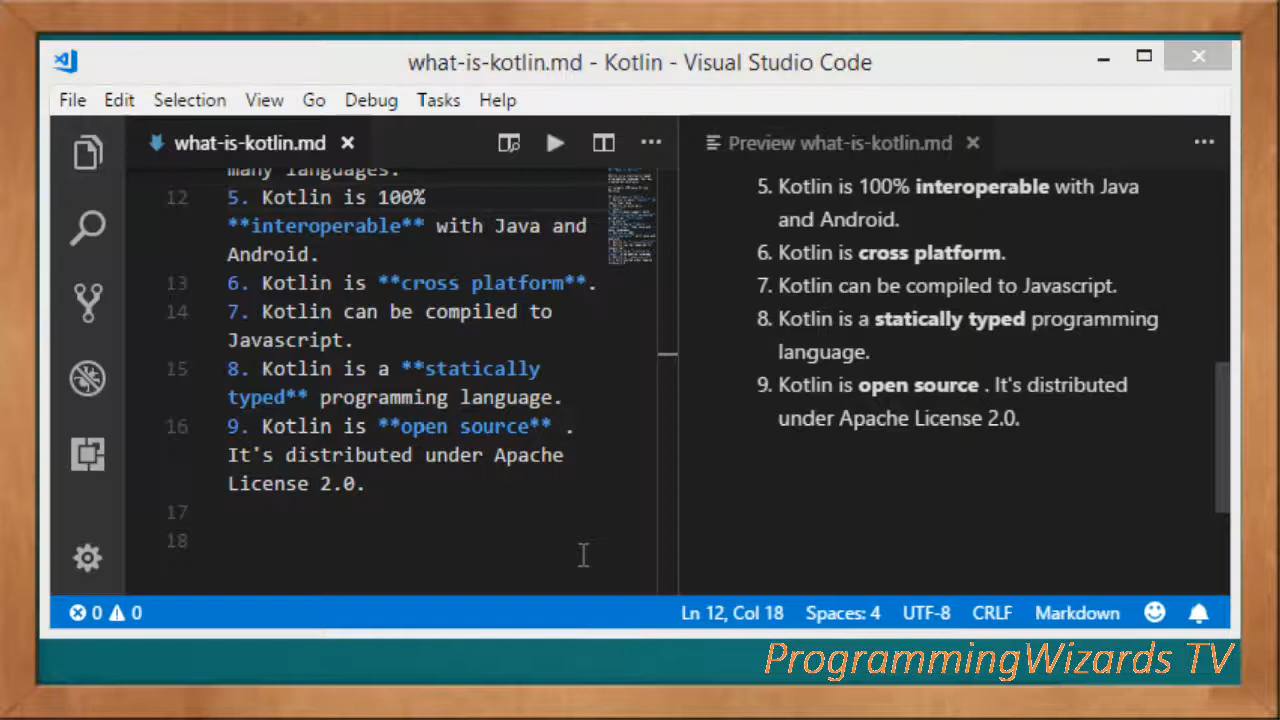 what-is-kotlin.md - Kotlin - Visual Studio Code
File Edit Selection View Go Debug Tasks Help
what-is-kotlin.md
Preview what-is-kotlin.md
many languages.
12 5. Kotlin is 100%
**interoperable** with Java and
Android.
13 6. Kotlin is **cross platform**.
14 7. Kotlin can be compiled to
Javascript.
15 8. Kotlin is a **statically
typed** programming language.
16 9. Kotlin is **open source** .
It's distributed under Apache
License 2.0.
17
18
5. Kotlin is 100% interoperable with Java
and Android.
6. Kotlin is cross platform.
7. Kotlin can be compiled to Javascript.
8. Kotlin is a statically typed programming
language.
9. Kotlin is open source . It's distributed
under Apache License 2.0.
0 0 Ln 12, Col 18 Spaces: 4 UTF-8 CRLF Markdown
ProgrammingWizards TV